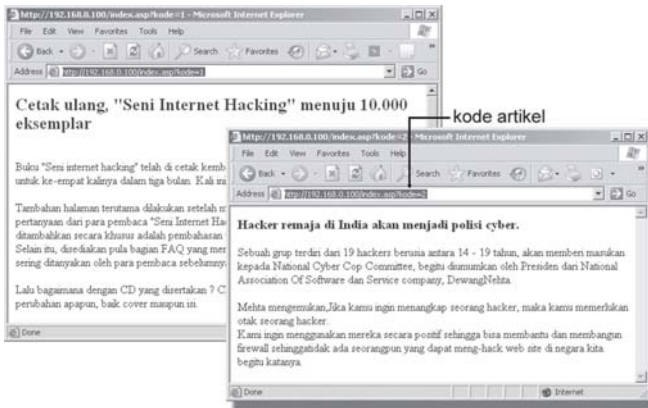 http://192.168.0.100/index.asp?kode=1 - Microsoft Internet Explorer
File Edit View Favorites Tools Help
Back Search Favorites
Address http://192.168.0.100/index.asp?kode=1 Go
Cetak ulang, "Seni Internet Hacking" menuju 10.000
eksemplar
Buku "Seni internet hacking" telah di cetak kemb
untuk ke-empat kalinya dalam tiga bulan. Kali ini
Tambahan halaman terutama dilakukan setelah m
pertanyaan dari para pembaca "Seni Internet Ha
ditambahkan secara khusus adalah pembahasan
Selain itu, disediakan pula bagian FAQ yang mer
sering ditanyakan oleh para pembaca sebelumny
Lalu bagaimana dengan CD yang disertakan ? C
perubahan apapun, baik cover maupun isi.
Done
kode artikel
http://192.168.0.100/index.asp?kode=2 - Microsoft Internet Explorer
File Edit View Favorites Tools Help
Back Search Favorites
Address http://192.168.0.100/index.asp?kode=2 Go
Hacker remaja di India akan menjadi polisi cyber.
Sebuah grup terdiri dari 19 hackers berusia antara 14 - 19 tahun, akan memben masukan
kepada National Cyber Cop Committee, begitu diumumkan oleh Presiden dari National
Association Of Software dan Service company, DewangNehta
Mehta mengemukan,Jika kamu ingin menangkap seorang hacker, maka kamu memerlukan
otak seorang hacker.
Kami ingin menggunakan mereka secara positif sehingga bisa membantu dan membangun
firewall sehinggatidak ada seorangpun yang dapat meng-hack web site di negara kita.
begitu katanya.
Done Internet